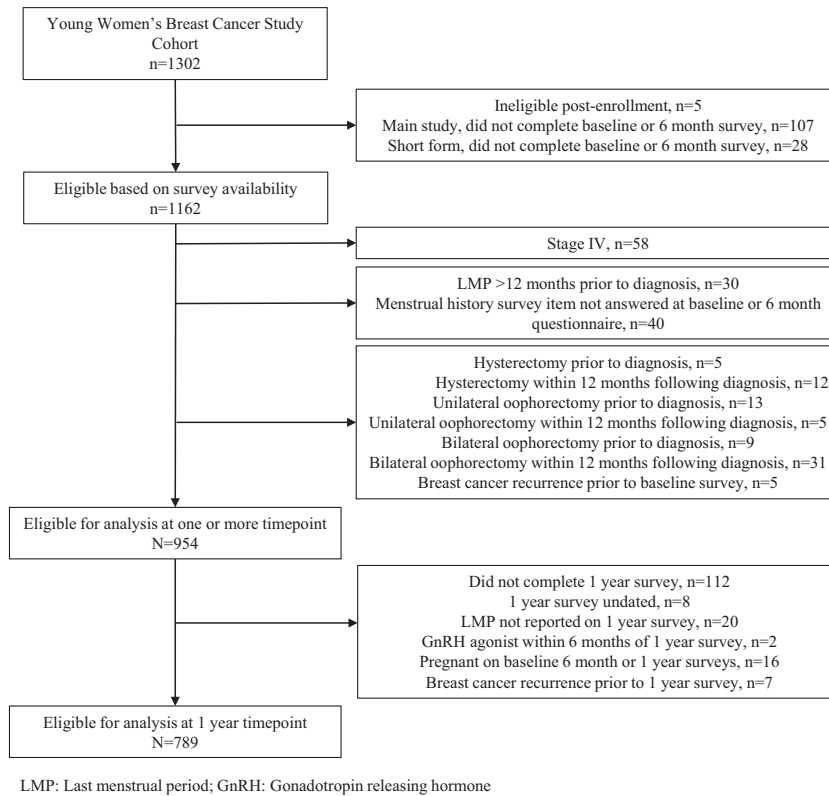 Young Women's Breast Cancer Study
Cohort
n=1302
Ineligible post-enrollment, n=5
Main study, did not complete baseline or 6 month survey, n=107
Short form, did not complete baseline or 6 month survey, n=28
Eligible based on survey availability
n=1162
Stage IV, n=58
LMP >12 months prior to diagnosis, n=30
Menstrual history survey item not answered at baseline or 6 month
questionnaire, n=40
Hysterectomy prior to diagnosis, n=5
Hysterectomy within 12 months following diagnosis, n=12
Unilateral oophorectomy prior to diagnosis, n=13
Unilateral oophorectomy within 12 months following diagnosis, n=5
Bilateral oophorectomy prior to diagnosis, n=9
Bilateral oophorectomy within 12 months following diagnosis, n=31
Breast cancer recurrence prior to baseline survey, n=5
Eligible for analysis at one or more timepoint
N=954
Did not complete 1 year survey, n=112
1 year survey undated, n=8
LMP not reported on 1 year survey, n=20
GnRH agonist within 6 months of 1 year survey, n=2
Pregnant on baseline 6 month or 1 year surveys, n=16
Breast cancer recurrence prior to 1 year survey, n=7
Eligible for analysis at 1 year timepoint
N=789
LMP: Last menstrual period; GnRH: Gonadotropin releasing hormone